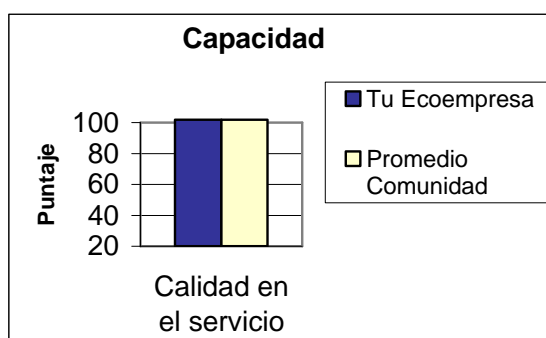 Capacidad
Puntaje
100
80
60
40
20
Calidad en
el servicio
Tu Ecoempresa
Promedio
Comunidad